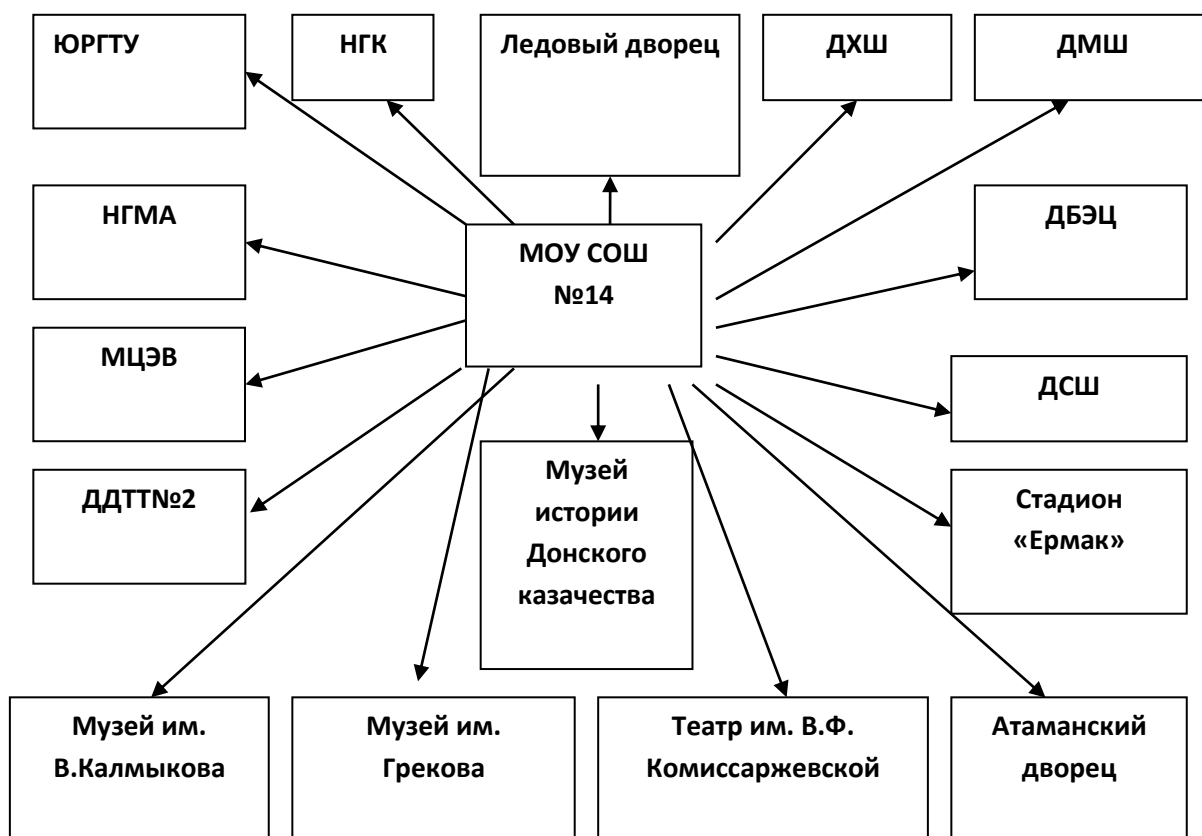 ЮРГТУ
НГК
Ледовый дворец
ДХШ
ДМШ
НГМА
МОУ СОШ
№14
ДБЭЦ
МЦЭВ
ДСШ
ДДТТ№2
Музей
истории
Донского
казачества
Стадион
«Ермак»
Музей им.
В.Калмыкова
Музей им.
Грекова
Театр им. В.Ф.
Комиссаржевской
Атаманский
дворец